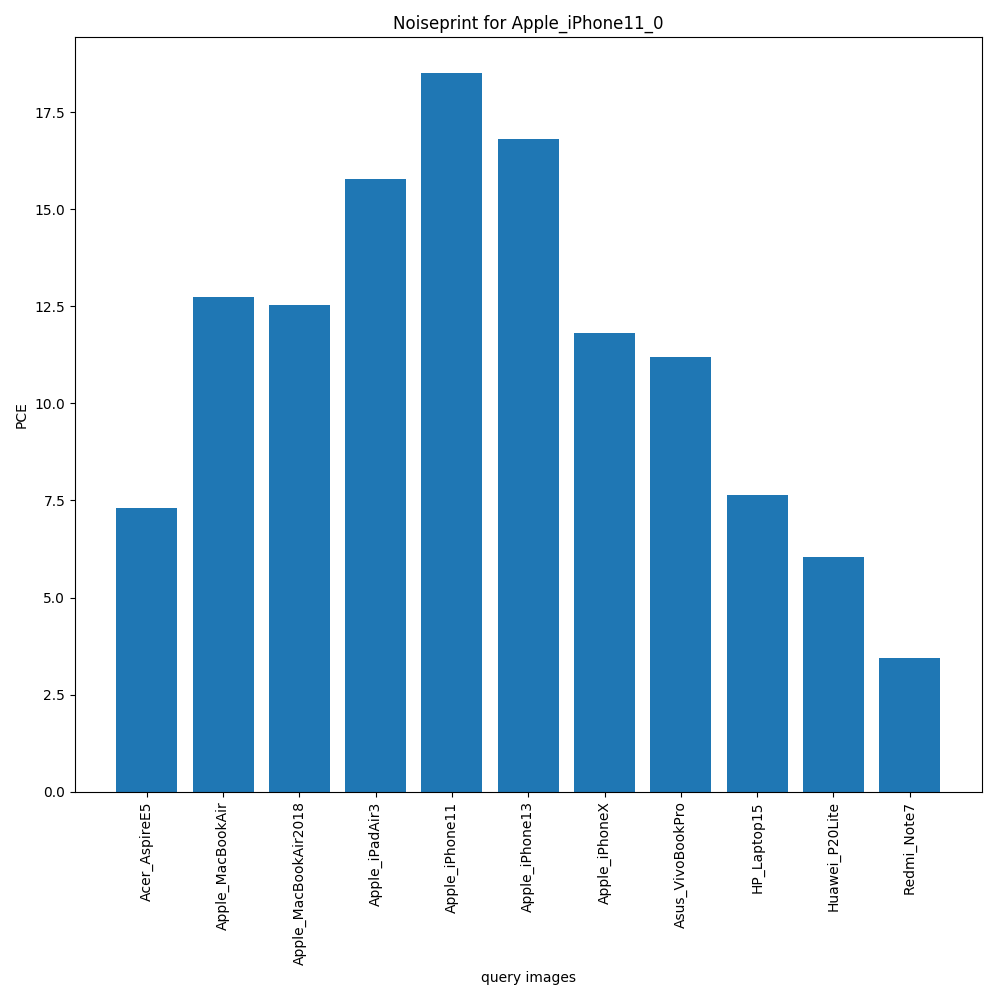 Noiseprint for Apple_iPhone11_0
PCE
17.5
15.0
12.5
10.0
7.5
5.0
2.5
0.0
Acer_AspireE5
Apple_MacBookAir
Apple_MacBookAir2018
Apple_iPadAir3
Apple_iPhone11
Apple_iPhone13
Apple_iPhoneX
Asus_VivoBookPro
HP_Laptop15
Huawei_P20Lite
Redmi_Note7
query images